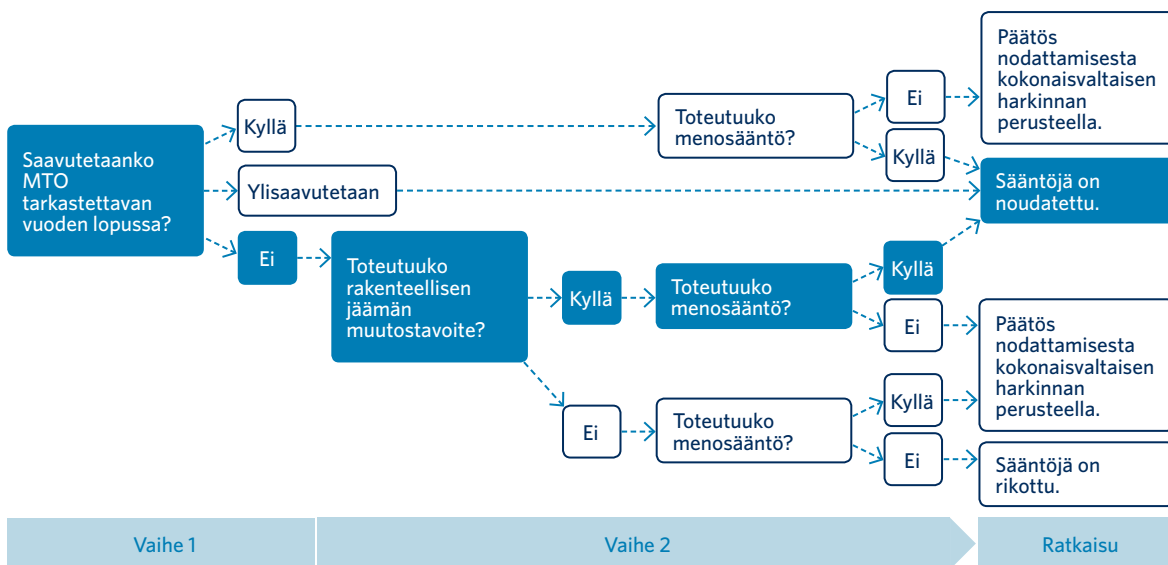 Saavutetaanko
MTO
tarkastettavan
vuoden lopussa?
Kyllä
Ylisaavutetaan
Ei
Toteutuuko
rakenteellisen
jäämän
muutostavoite?
Kyllä
Ei
Toteutuuko
menosääntö?
Ei
Kyllä
Toteutuuko
menosääntö?
Kyllä
Ei
Toteutuuko
menosääntö?
Kyllä
Ei
Päätös
nodattamisesta
kokonaisvaltaisen
harkinnan
perusteella.
Sääntöjä on
noudatettu.
Päätös
nodattamisesta
kokonaisvaltaisen
harkinnan
perusteella.
Sääntöjä on
rikottu.
Vaihe 1
Vaihe 2
Ratkaisu